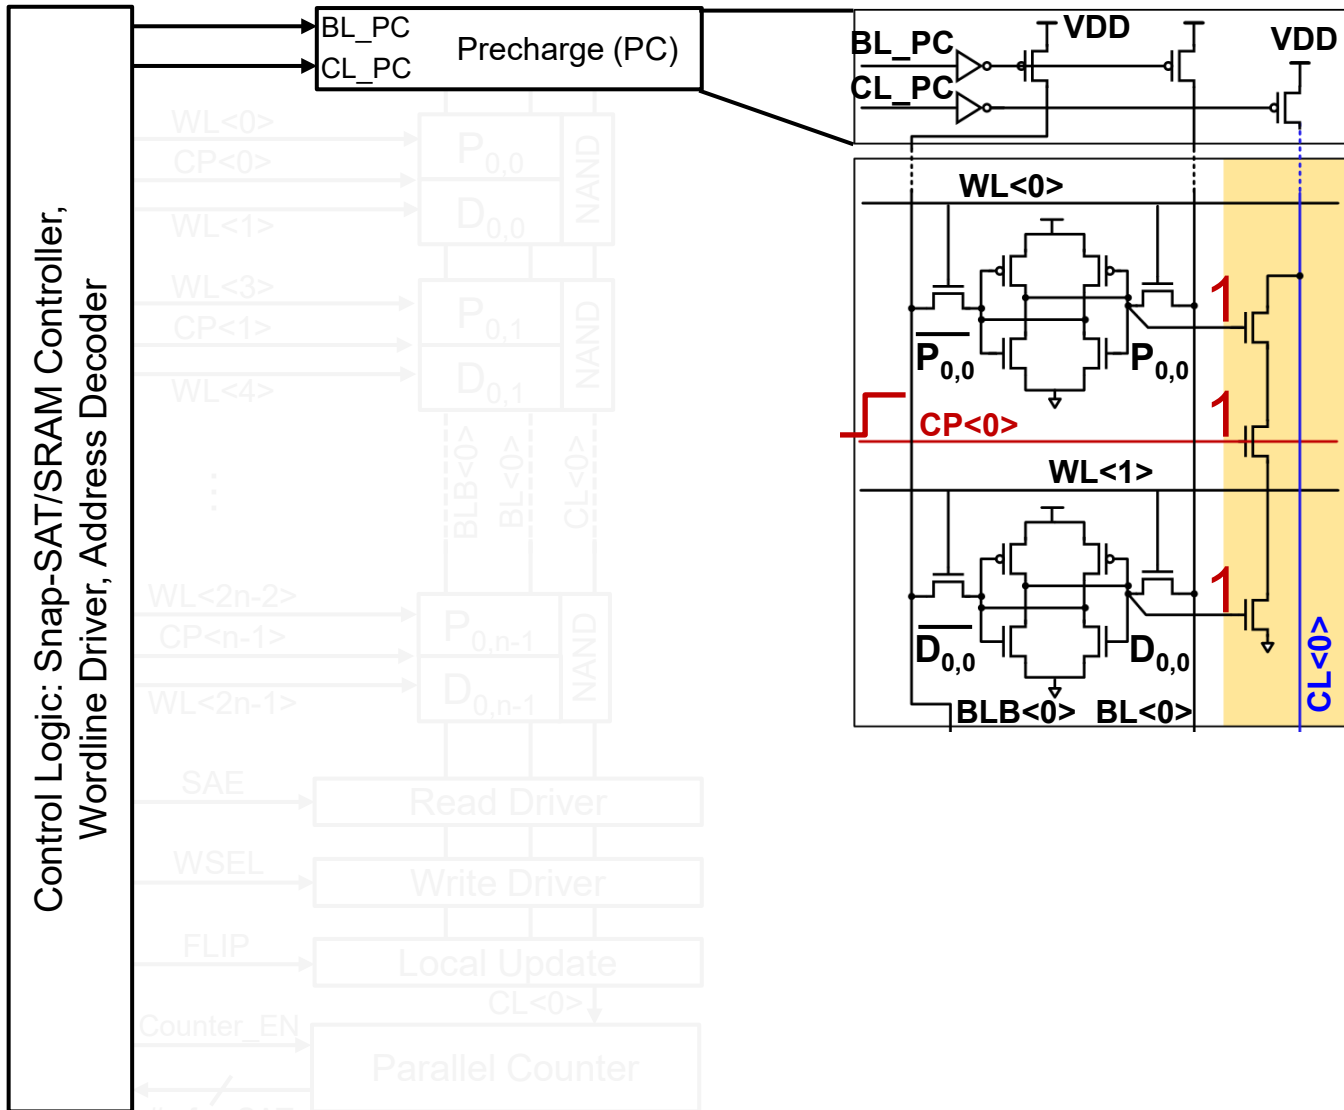 Control Logic: Snap-SAT/SRAM Controller,
Wordline Driver, Address Decoder
BL_PC
CL_PC
Precharge (PC)
WL<0>
CP<0>
WL<1>
P0,0
D0,0
NAND
WL<3>
CP<1>
WL<4>
P0,1
D0,1
NAND
BLB<0>
BL<0>
CL<0>
WL<2n-2>
CP<n-1>
WL<2n-1>
P0,n-1
D0,n-1
NAND
SAE
Read Driver
WSEL
Write Driver
FLIP
Local Update
CL<0>
Counter_EN
Parallel Counter
BL_PC
CL_PC
VDD
VDD
WL<0>
P0,0
P0,0
1
CP<0>
1
WL<1>
1
D0,0
D0,0
BLB<0>
BL<0>
CL<0>